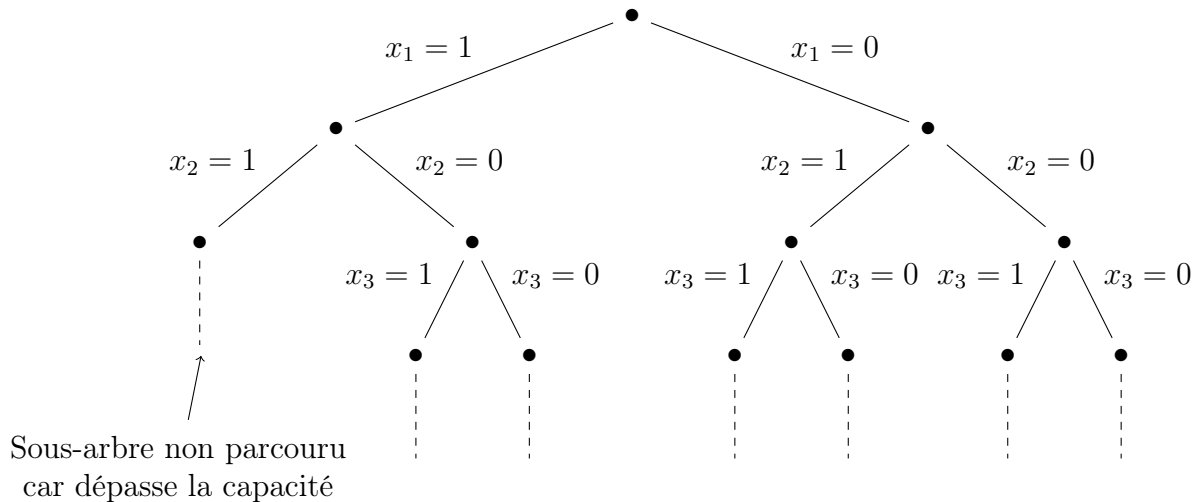 x₁ = 1 x₁ = 0
x₂ = 1 x₂ = 0 x₂ = 1 x₂ = 0
x₃ = 1 x₃ = 0 x₃ = 1 x₃ = 0 x₃ = 1 x₃ = 0
Sous-arbre non parcouru
car dépasse la capacité